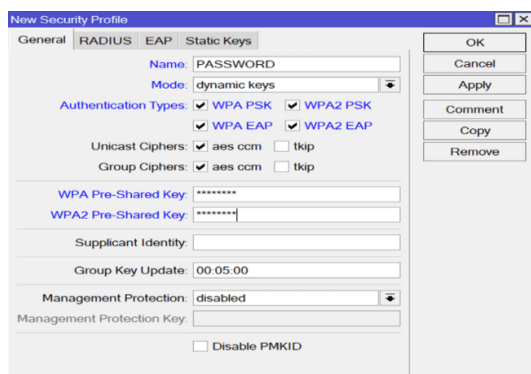 New Security Profile
General RADIUS EAP Static Keys
Name: PASSWORD
Mode: dynamic keys
Authentication Types: WPA PSK WPA2 PSK
WPA EAP WPA2 EAP
Unicast Ciphers: aes ccm tkip
Group Ciphers: aes ccm tkip
WPA Pre-Shared Key: ********
WPA2 Pre-Shared Key: ********
Supplicant Identity:
Group Key Update: 00:05:00
Management Protection: disabled
Management Protection Key:
Disable PMKID
OK
Cancel
Apply
Comment
Copy
Remove